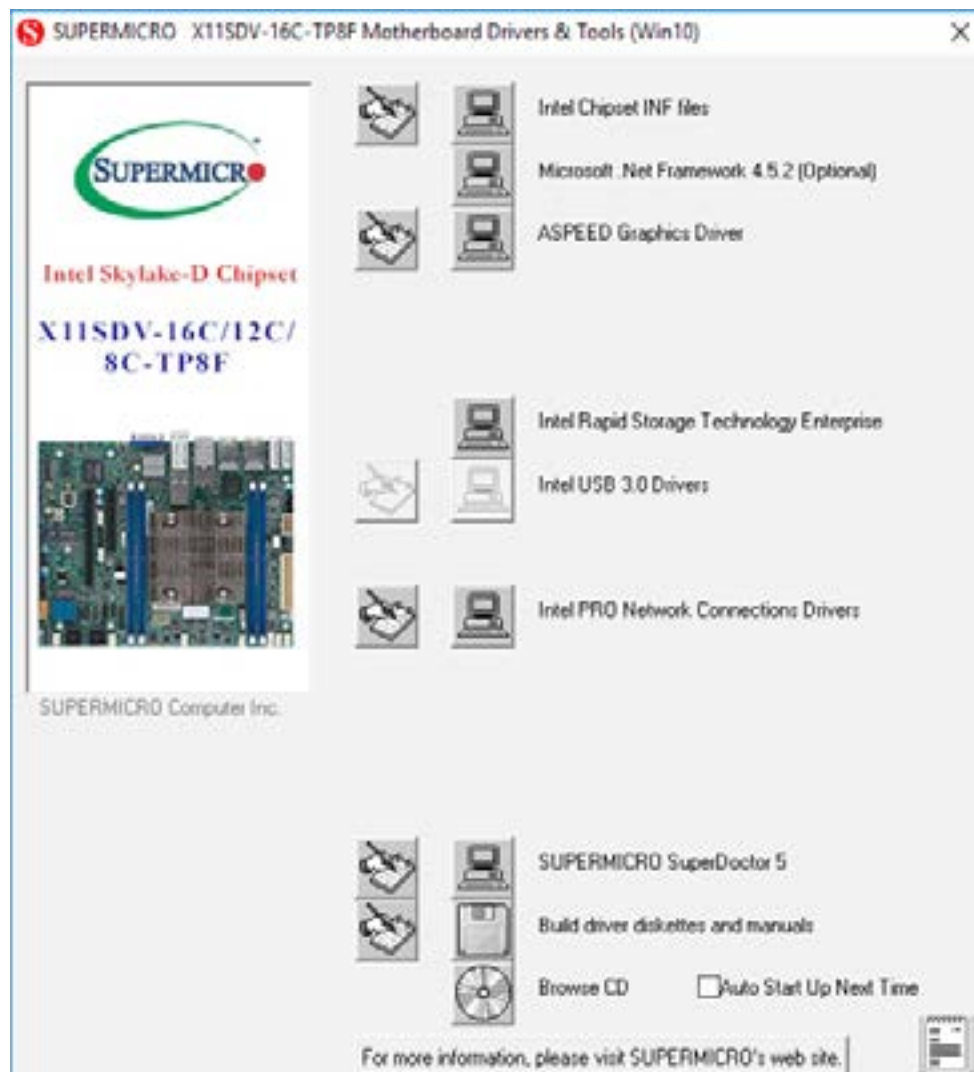 SUPERMICRO X11SDV-16C-TP8F Motherboard Drivers & Tools (Win10)
SUPERMICRO
Intel Skylake-D Chipset
X11SDV-16C/12C/
8C-TP8F
SUPERMICRO Computer Inc.
Intel Chipset INF files
Microsoft .Net Framework 4.5.2 (Optional)
ASPEED Graphics Driver
Intel Rapid Storage Technology Enterprise
Intel USB 3.0 Drivers
Intel PRO Network Connections Drivers
SUPERMICRO SuperDoctor 5
Build driver diskettes and manuals
Browse CD
Auto Start Up Next Time
For more information, please visit SUPERMICRO's web site.